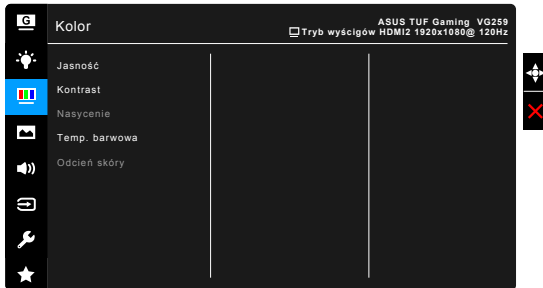 G
Kolor
ASUS TUF Gaming VG259
Tryb wyścigów HDMI2 1920x1080@ 120Hz
Jasność
Kontrast
Nasycenie
Temp. barwowa
Odcień skóry